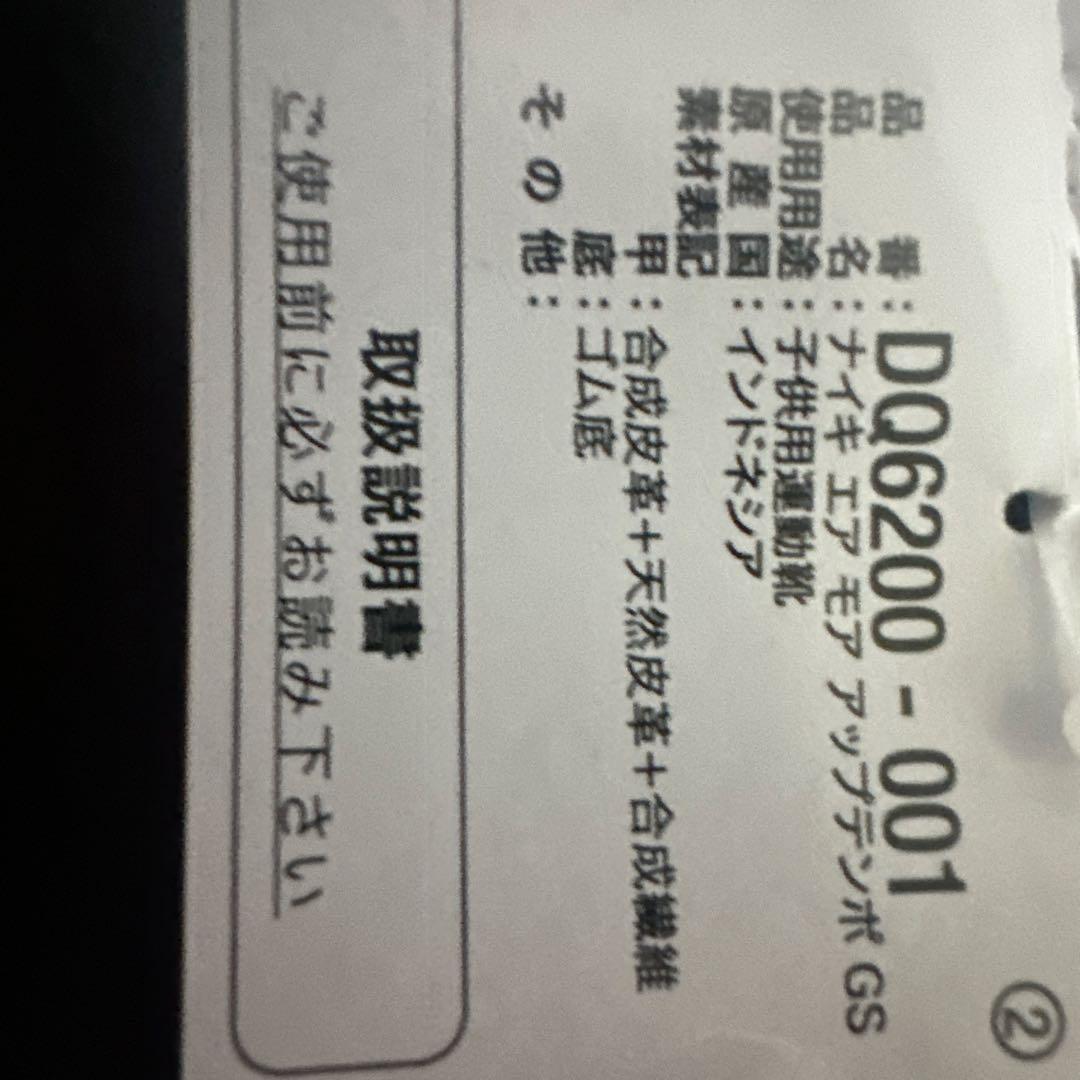 ②
品番：DQ6200 - 001
品名：ナイキ エア モア アップテンポ GS
使用用途：子供用運動靴
原産国：インドネシア
素材表記
甲：合成皮革＋天然皮革＋合成繊維
底：ゴム底
その他：
取扱説明書
ご使用前に必ずお読み下さい